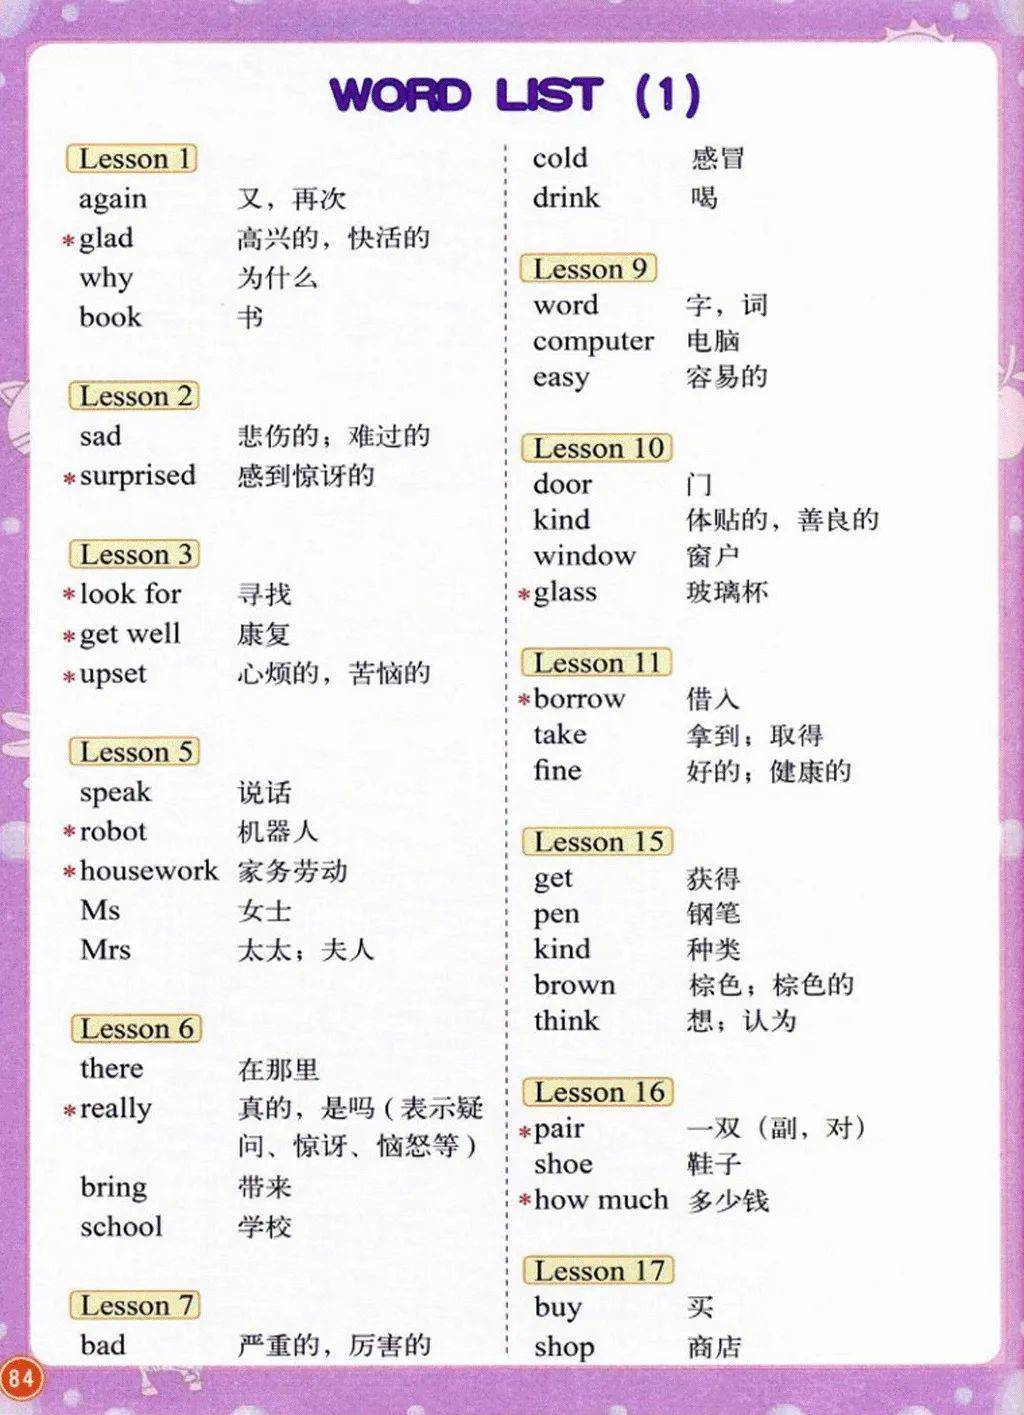 WORD LIST (1)
Lesson 1
again 又，再次
*glad 高兴的，快活的
why 为什么
book 书
Lesson 2
sad 悲伤的；难过的
*surprised 感到惊讶的
Lesson 3
*look for 寻找
*get well 康复
*upset 心烦的，苦恼的
Lesson 5
speak 说话
*robot 机器人
*housework 家务劳动
Ms 女士
Mrs 太太；夫人
Lesson 6
there 在那里
*really 真的，是吗（表示疑
问、惊讶、恼怒等）
bring 带来
school 学校
Lesson 7
bad 严重的，厉害的
cold 感冒
drink 喝
Lesson 9
word 字，词
computer 电脑
easy 容易的
Lesson 10
door 门
kind 体贴的，善良的
window 窗户
*glass 玻璃杯
Lesson 11
*borrow 借入
take 拿到；取得
fine 好的；健康的
Lesson 15
get 获得
pen 钢笔
kind 种类
brown 棕色；棕色的
think 想；认为
Lesson 16
*pair 一双（副，对）
shoe 鞋子
*how much 多少钱
Lesson 17
buy 买
shop 商店
84